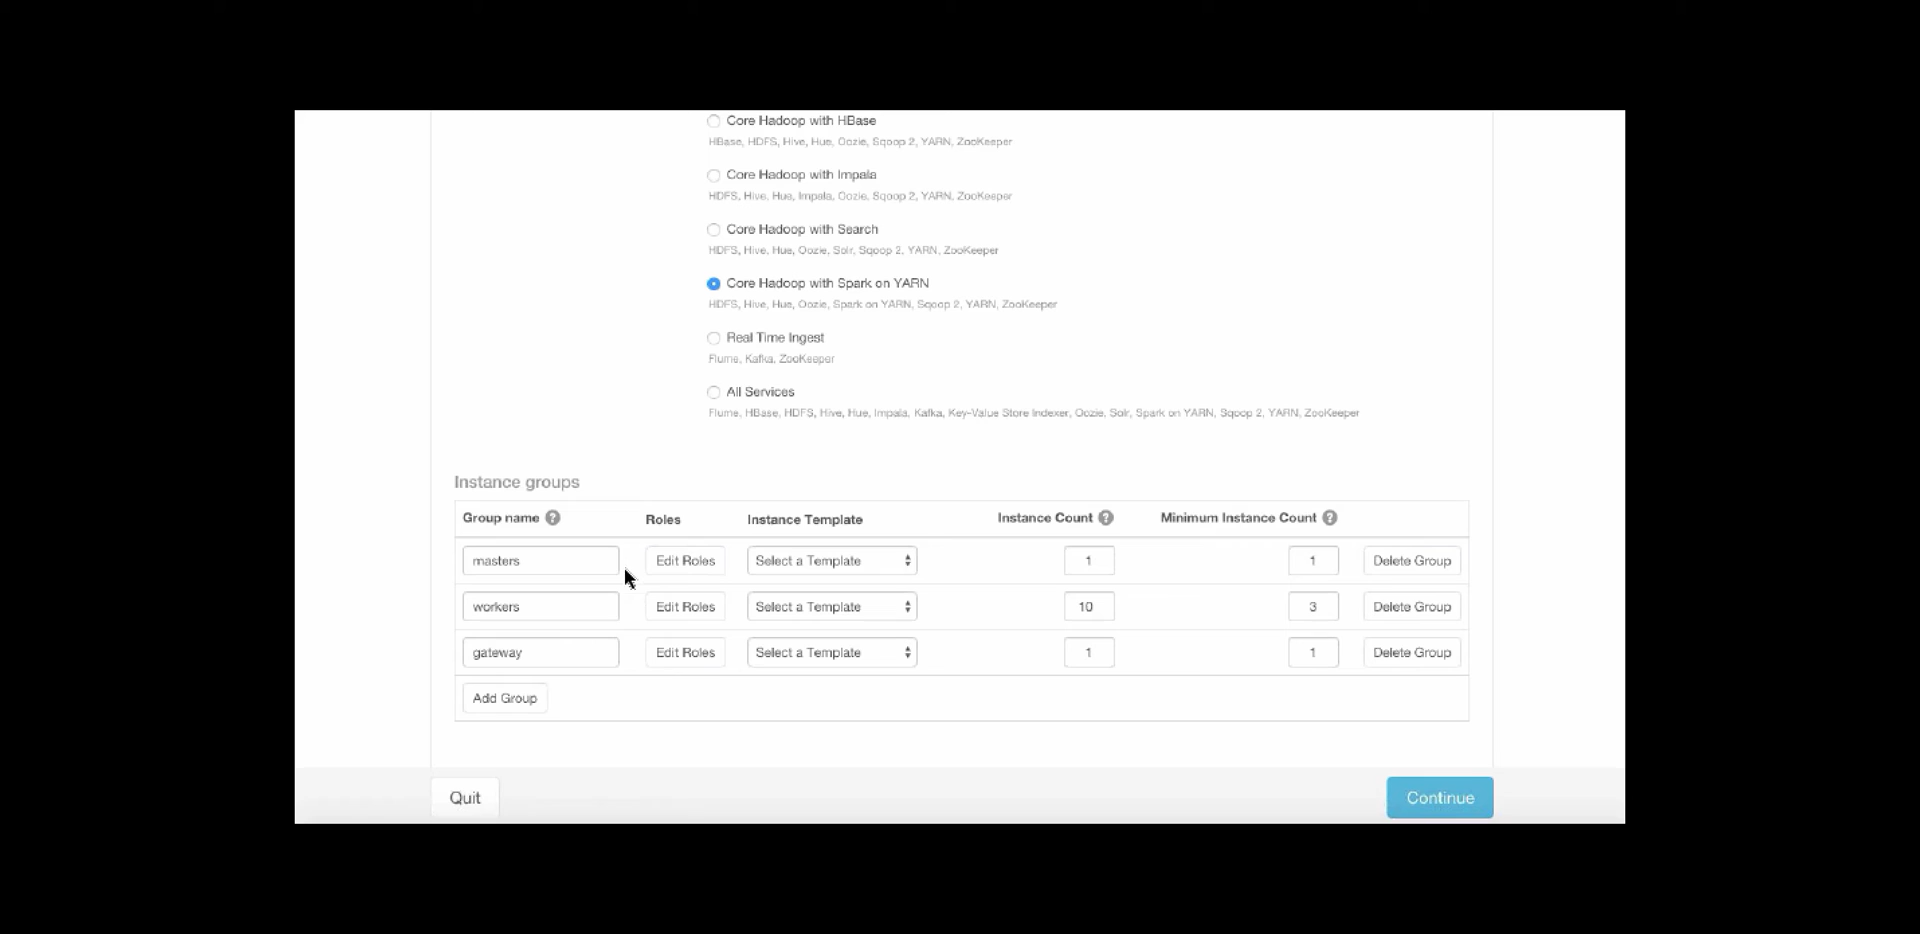 Core Hadoop with HBase
HBase, HDFS, Hive, Hue, Oozie, Sqoop 2, YARN, ZooKeeper
Core Hadoop with Impala
HDFS, Hive, Hue, Impala, Oozie, Sqoop 2, YARN, ZooKeeper
Core Hadoop with Search
HDFS, Hive, Hue, Oozie, Solr, Sqoop 2, YARN, ZooKeeper
Core Hadoop with Spark on YARN
HDFS, Hive, Hue, Oozie, Spark on YARN, Sqoop 2, YARN, ZooKeeper
Real Time Ingest
Flume, Kafka, ZooKeeper
All Services
Flume, HBase, HDFS, Hive, Hue, Impala, Kafka, Key-Value Store Indexer, Oozie, Solr, Spark on YARN, Sqoop 2, YARN, ZooKeeper
Instance groups
Group name ? Roles Instance Template Instance Count ? Minimum Instance Count ?
masters Edit Roles Select a Template 1 1 Delete Group
workers Edit Roles Select a Template 10 3 Delete Group
gateway Edit Roles Select a Template 1 1 Delete Group
Add Group
Quit Continue